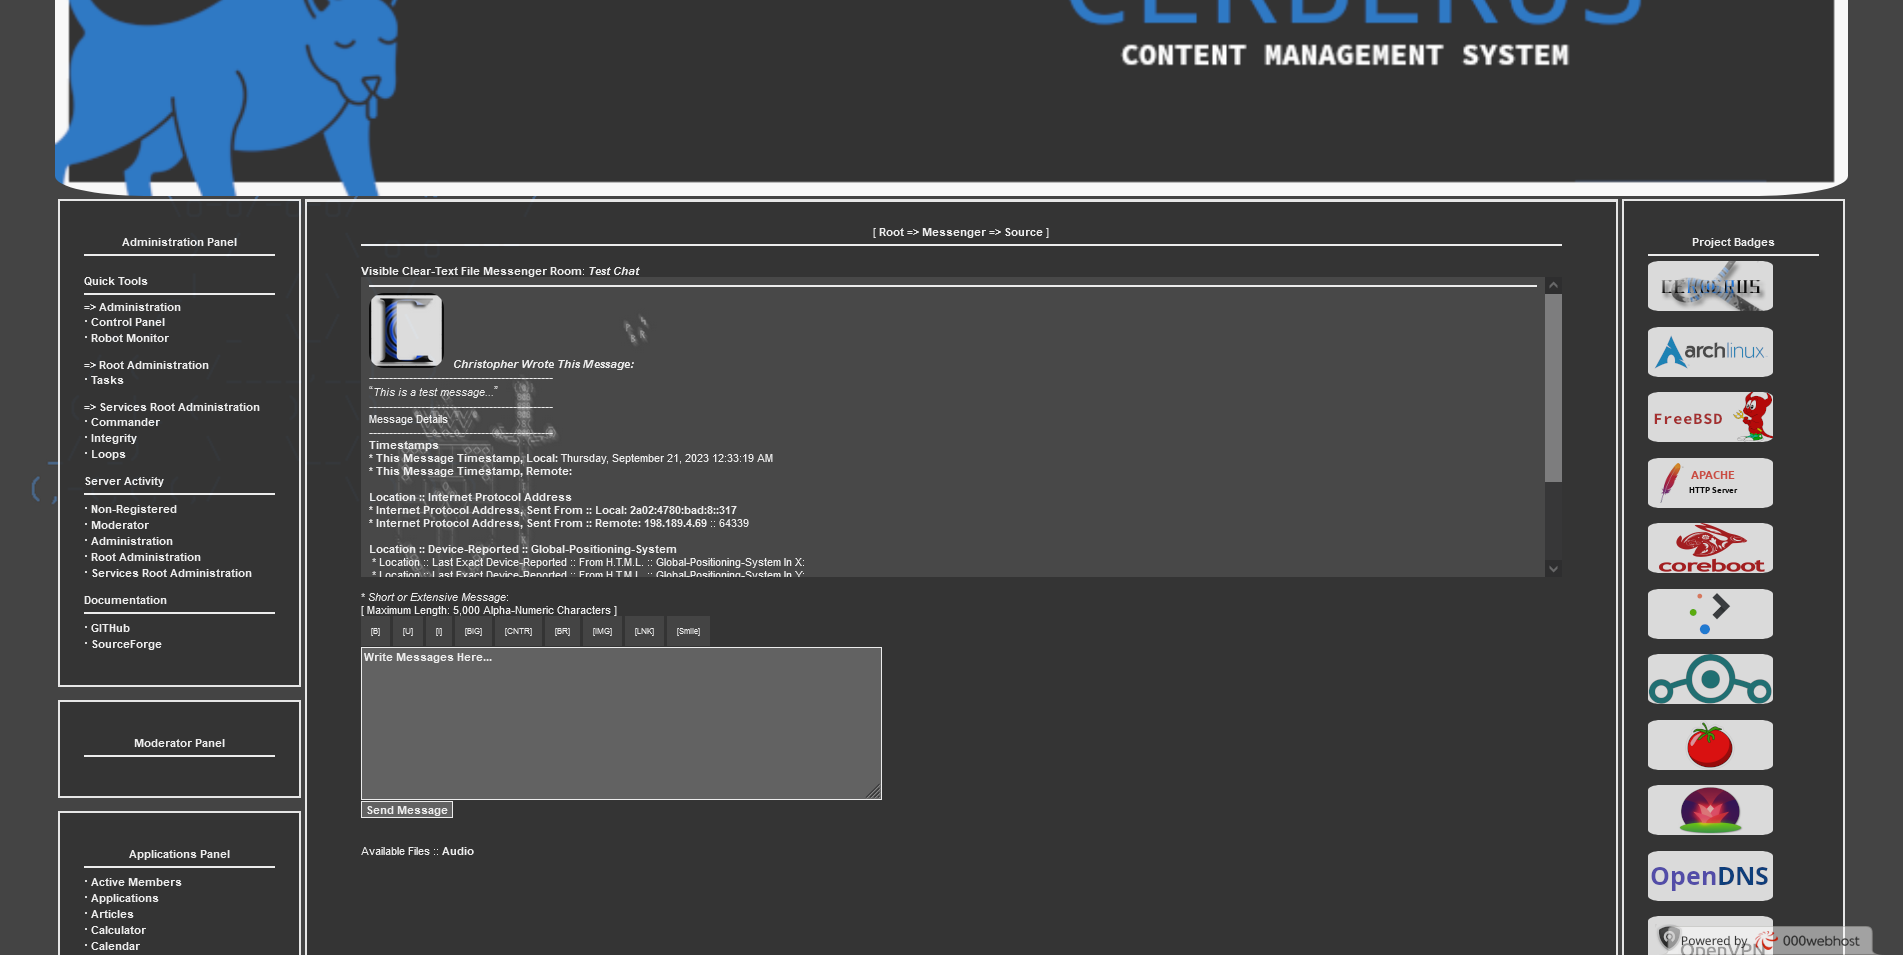 CERBERUS
CONTENT MANAGEMENT SYSTEM
Administration Panel
Quick Tools
=> Administration
· Control Panel
· Robot Monitor
=> Root Administration
· Tasks
=> Services Root Administration
· Commander
· Integrity
· Loops
Server Activity
· Non-Registered
· Moderator
· Administration
· Root Administration
· Services Root Administration
Documentation
· GITHub
· SourceForge
Moderator Panel
Applications Panel
· Active Members
· Applications
· Articles
· Calculator
· Calendar
[ Root => Messenger => Source ]
Visible Clear-Text File Messenger Room: Test Chat
Christopher Wrote This Message:
----------------------------------------------
“This is a test message...”
----------------------------------------------
Message Details
----------------------------------------------
Timestamps
* This Message Timestamp, Local: Thursday, September 21, 2023 12:33:19 AM
* This Message Timestamp, Remote:
Location :: Internet Protocol Address
* Internet Protocol Address, Sent From :: Local: 2a02:4780:bad:8::317
* Internet Protocol Address, Sent From :: Remote: 198.189.4.69 :: 64339
Location :: Device-Reported :: Global-Positioning-System
* Location :: Last Exact Device-Reported :: From H.T.M.L. :: Global-Positioning-System In X:
* Location :: Last Exact Device-Reported :: From H.T.M.L. :: Global-Positioning-System In Y:
* Short or Extensive Message:
[ Maximum Length: 5,000 Alpha-Numeric Characters ]
[B] [U] [I] [BIG] [CNTR] [BR] [IMG] [LNK] [Smile]
Write Messages Here...
Send Message
Available Files :: Audio
Project Badges
CERBERUS
archlinux
FreeBSD
APACHE
HTTP Server
coreboot
OpenDNS
OpenVPN
Powered by 000webhost